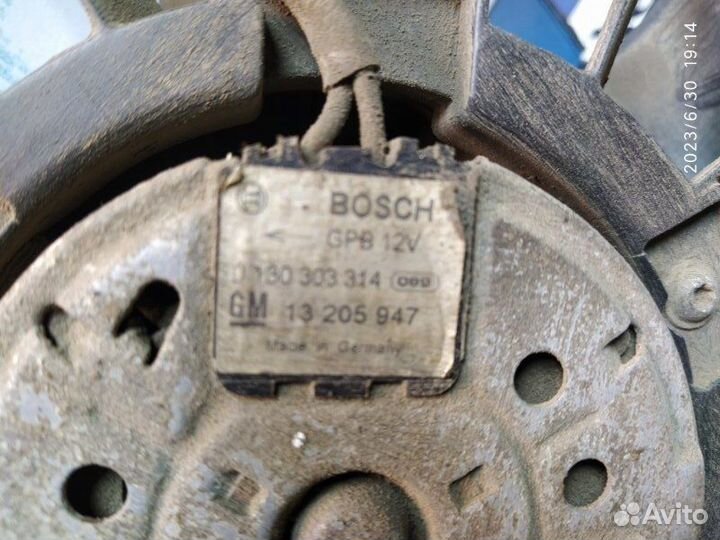 BOSCH
GPB 12V
0 130 303 314
GM 13 205 947
Made in Germany
2023/6/30 19:14
Avito